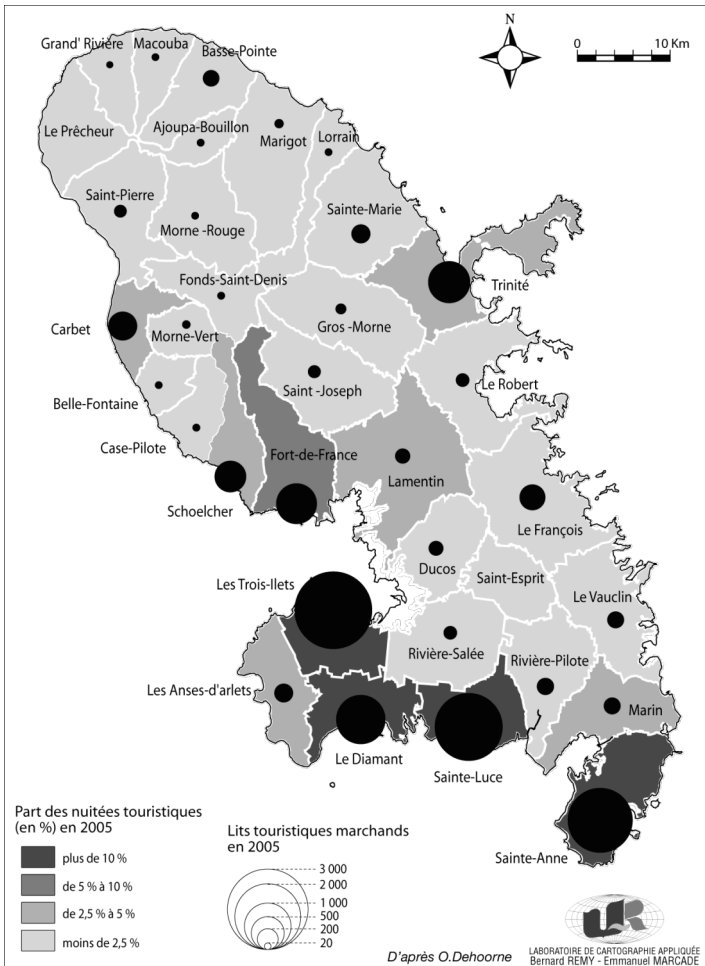 N
0 10 Km
Grand' Rivière
Macouba
Basse-Pointe
Le Prêcheur
Ajoupa-Bouillon
Marigot
Lorrain
Saint-Pierre
Morne -Rouge
Sainte-Marie
Fonds-Saint-Denis
Trinité
Carbet
Morne-Vert
Gros -Morne
Saint -Joseph
Le Robert
Belle-Fontaine
Case-Pilote
Fort-de-France
Lamentin
Schoelcher
Le François
Ducos
Saint-Esprit
Les Trois-Ilets
Le Vauclin
Rivière-Salée
Rivière-Pilote
Les Anses-d'arlets
Marin
Le Diamant
Sainte-Luce
Sainte-Anne
Part des nuitées touristiques
(en %) en 2005
plus de 10 %
de 5 % à 10 %
de 2,5 % à 5 %
moins de 2,5 %
Lits touristiques marchands
en 2005
3 000
2 000
1 000
500
200
20
D'après O.Dehoorne
LABORATOIRE DE CARTOGRAPHIE APPLIQUÉE
Bernard REMY - Emmanuel MARCADE